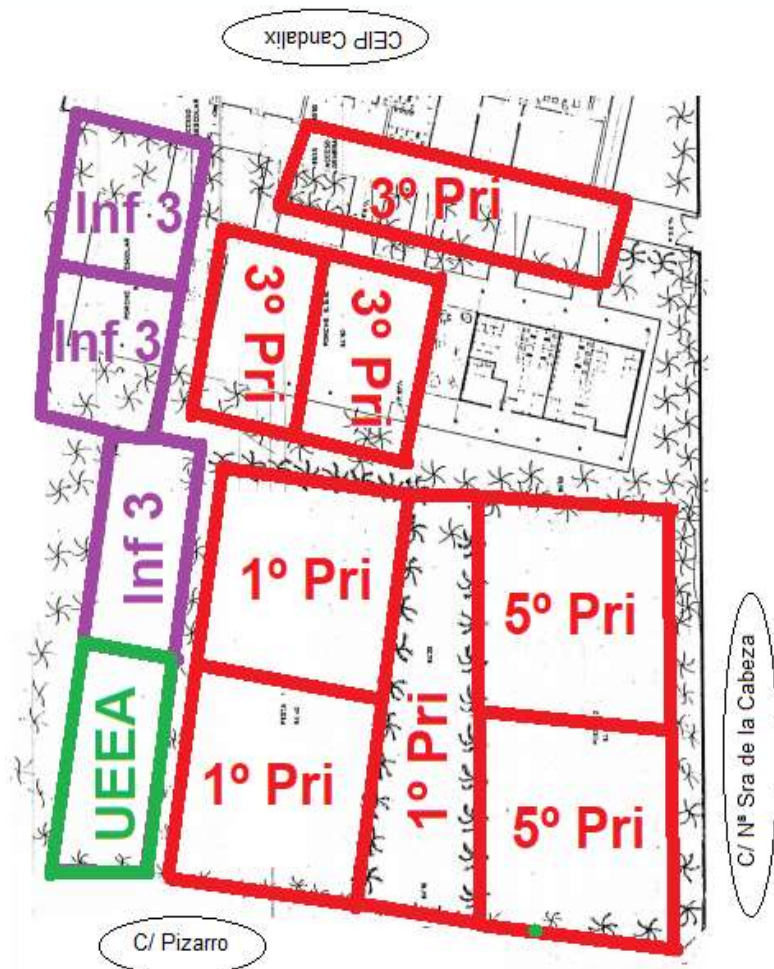 CEIP Candalix
3º Pri
Inf 3
3º Pri
3º Pri
Inf 3
Inf 3
1º Pri
5º Pri
1º Pri
1º Pri
5º Pri
UEEA
C/ Nª Sra de la Cabeza
C/ Pizarro